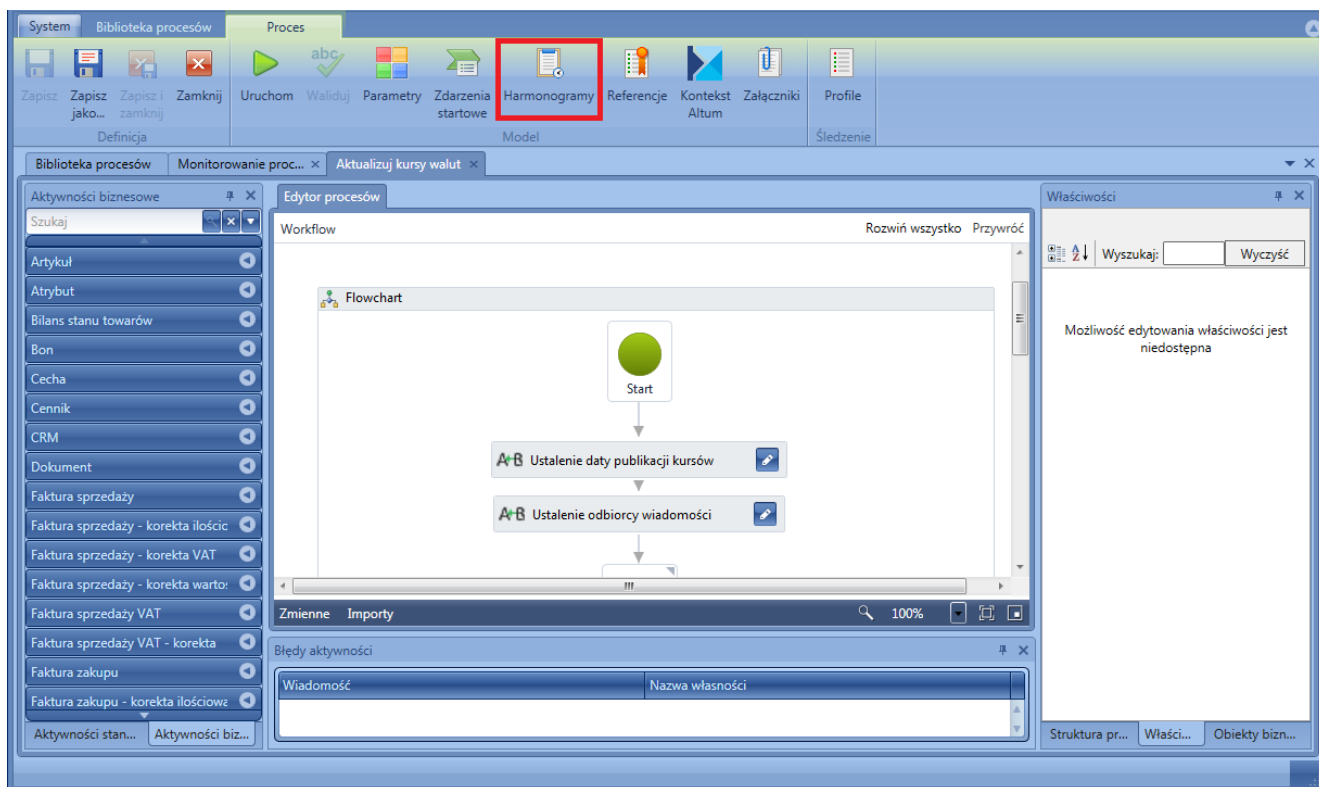 System Biblioteka procesów Proces
Zapisz Zapisz jako... Zapisz i zamknij Zamknij Uruchom Waliduj Parametry Zdarzenia startowe Harmonogramy Referencje Kontekst Altum Załączniki Profile
Definicja Model Śledzenie
Biblioteka procesów Monitorowanie proc... Aktualizuj kursy walut
Aktywności biznesowe
Szukaj
Artykuł
Atrybut
Bilans stanu towarów
Bon
Cecha
Cennik
CRM
Dokument
Faktura sprzedaży
Faktura sprzedaży - korekta ilośc
Faktura sprzedaży - korekta VAT
Faktura sprzedaży - korekta warto
Faktura sprzedaży VAT
Faktura sprzedaży VAT - korekta
Faktura zakupu
Faktura zakupu - korekta ilościowa
Aktywności stan... Aktywności biz...
Edytor procesów
Workflow Rozwiń wszystko Przywróć
Flowchart
Start
A B Ustalenie daty publikacji kursów
A B Ustalenie odbiorcy wiadomości
Zmienne Importy 100%
Błędy aktywności
Wiadomość Nazwa własności
Właściwości
A Z Wyszukaj: Wyczyść
Możliwość edytowania właściwości jest
niedostępna
Struktura pr... Właści... Obiekty bizn...